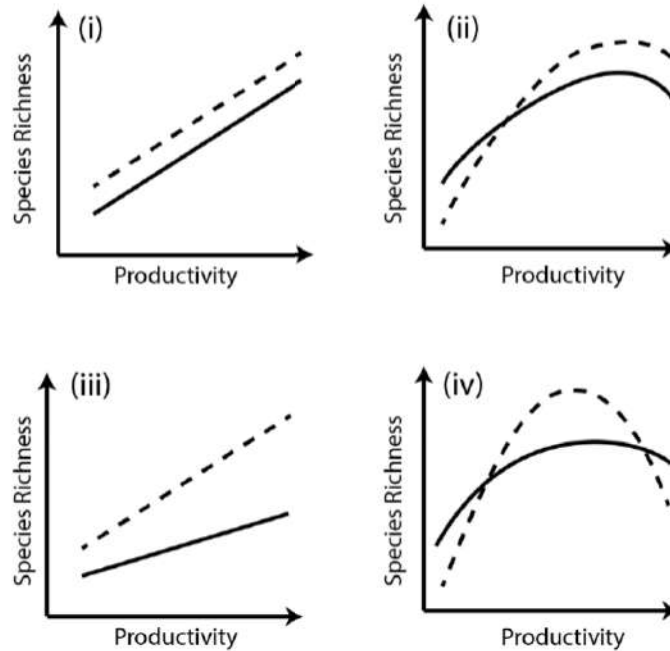 (i)
Species Richness
Productivity
(ii)
Species Richness
Productivity
(iii)
Species Richness
Productivity
(iv)
Species Richness
Productivity